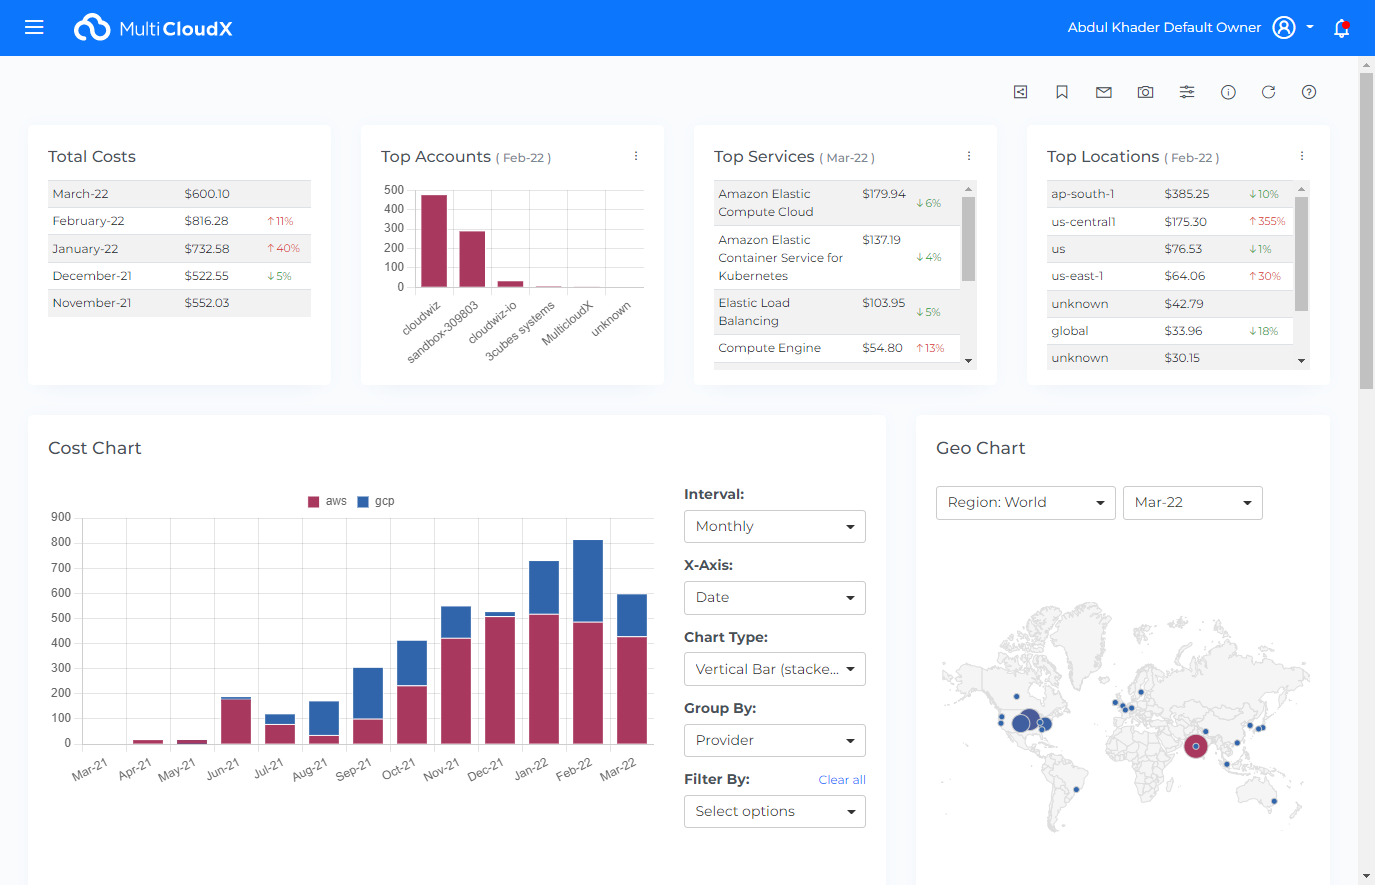 MultiCloudX
Abdul Khader Default Owner
Total Costs
March-22 $600.10
February-22 $816.28 ↑11%
January-22 $732.58 ↑40%
December-21 $522.55 ↓5%
November-21 $552.03
Top Accounts ( Feb-22 )
500
400
300
200
100
0
cloudwiz
sandbox-309803
cloudwiz-io
3cubes systems
MulticloudX
unknown
Top Services ( Mar-22 )
Amazon Elastic
Compute Cloud
$179.94 ↓6%
Amazon Elastic
Container Service for
Kubernetes
$137.19 ↓4%
Elastic Load
Balancing
$103.95 ↓5%
Compute Engine $54.80 ↑13%
Top Locations ( Feb-22 )
ap-south-1 $385.25 ↓10%
us-central1 $175.30 ↑355%
us $76.53 ↓1%
us-east-1 $64.06 ↑30%
unknown $42.79
global $33.96 ↓18%
unknown $30.15
Cost Chart
aws gcp
900
800
700
600
500
400
300
200
100
0
Mar-21
Apr-21
May-21
Jun-21
Jul-21
Aug-21
Sep-21
Oct-21
Nov-21
Dec-21
Jan-22
Feb-22
Mar-22
Interval:
Monthly
X-Axis:
Date
Chart Type:
Vertical Bar (stacke...
Group By:
Provider
Filter By: Clear all
Select options
Geo Chart
Region: World
Mar-22